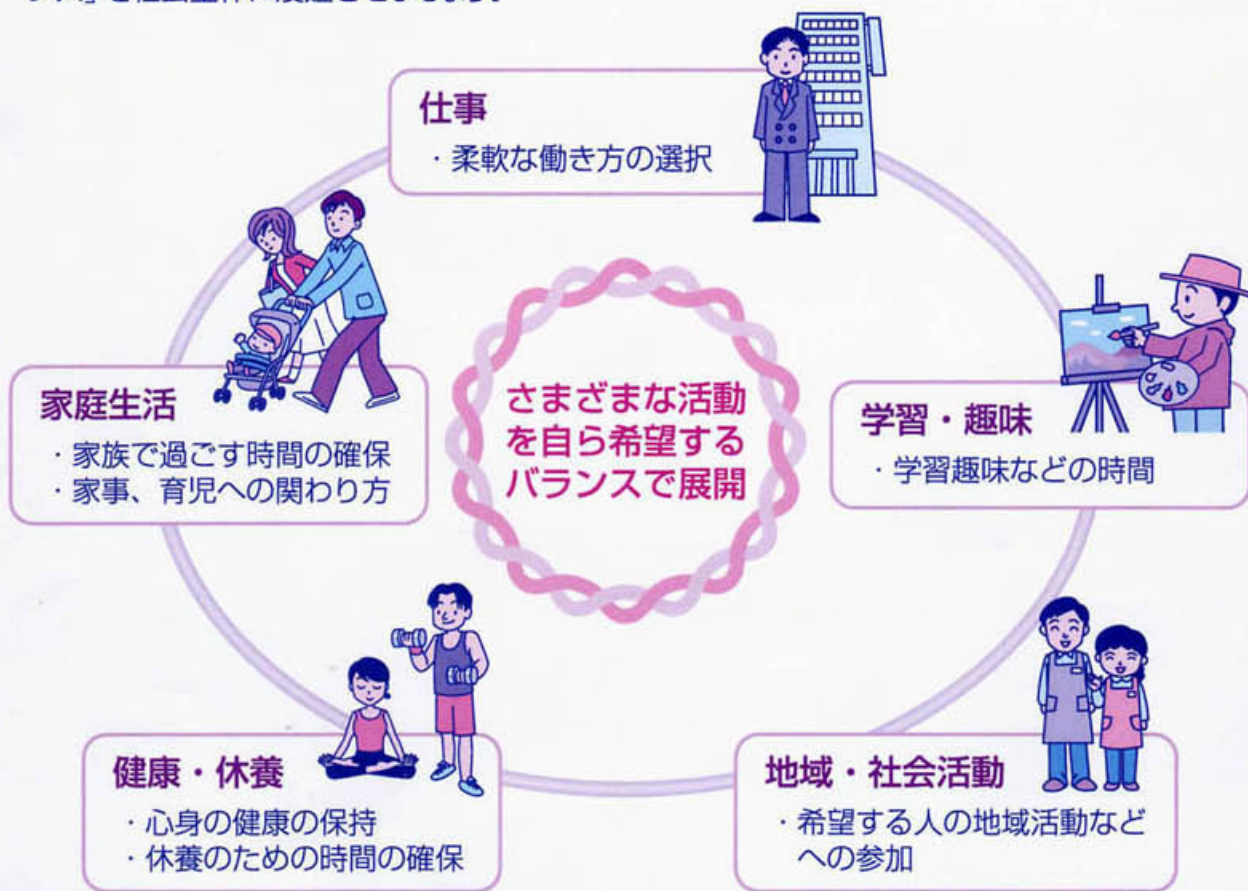 仕事
・柔軟な働き方の選択
家庭生活
・家族で過ごす時間の確保
・家事、育児への関わり方
さまざまな活動
を自ら希望する
バランスで展開
学習・趣味
・学習趣味などの時間
健康・休養
・心身の健康の保持
・休養のための時間の確保
地域・社会活動
・希望する人の地域活動など
への参加